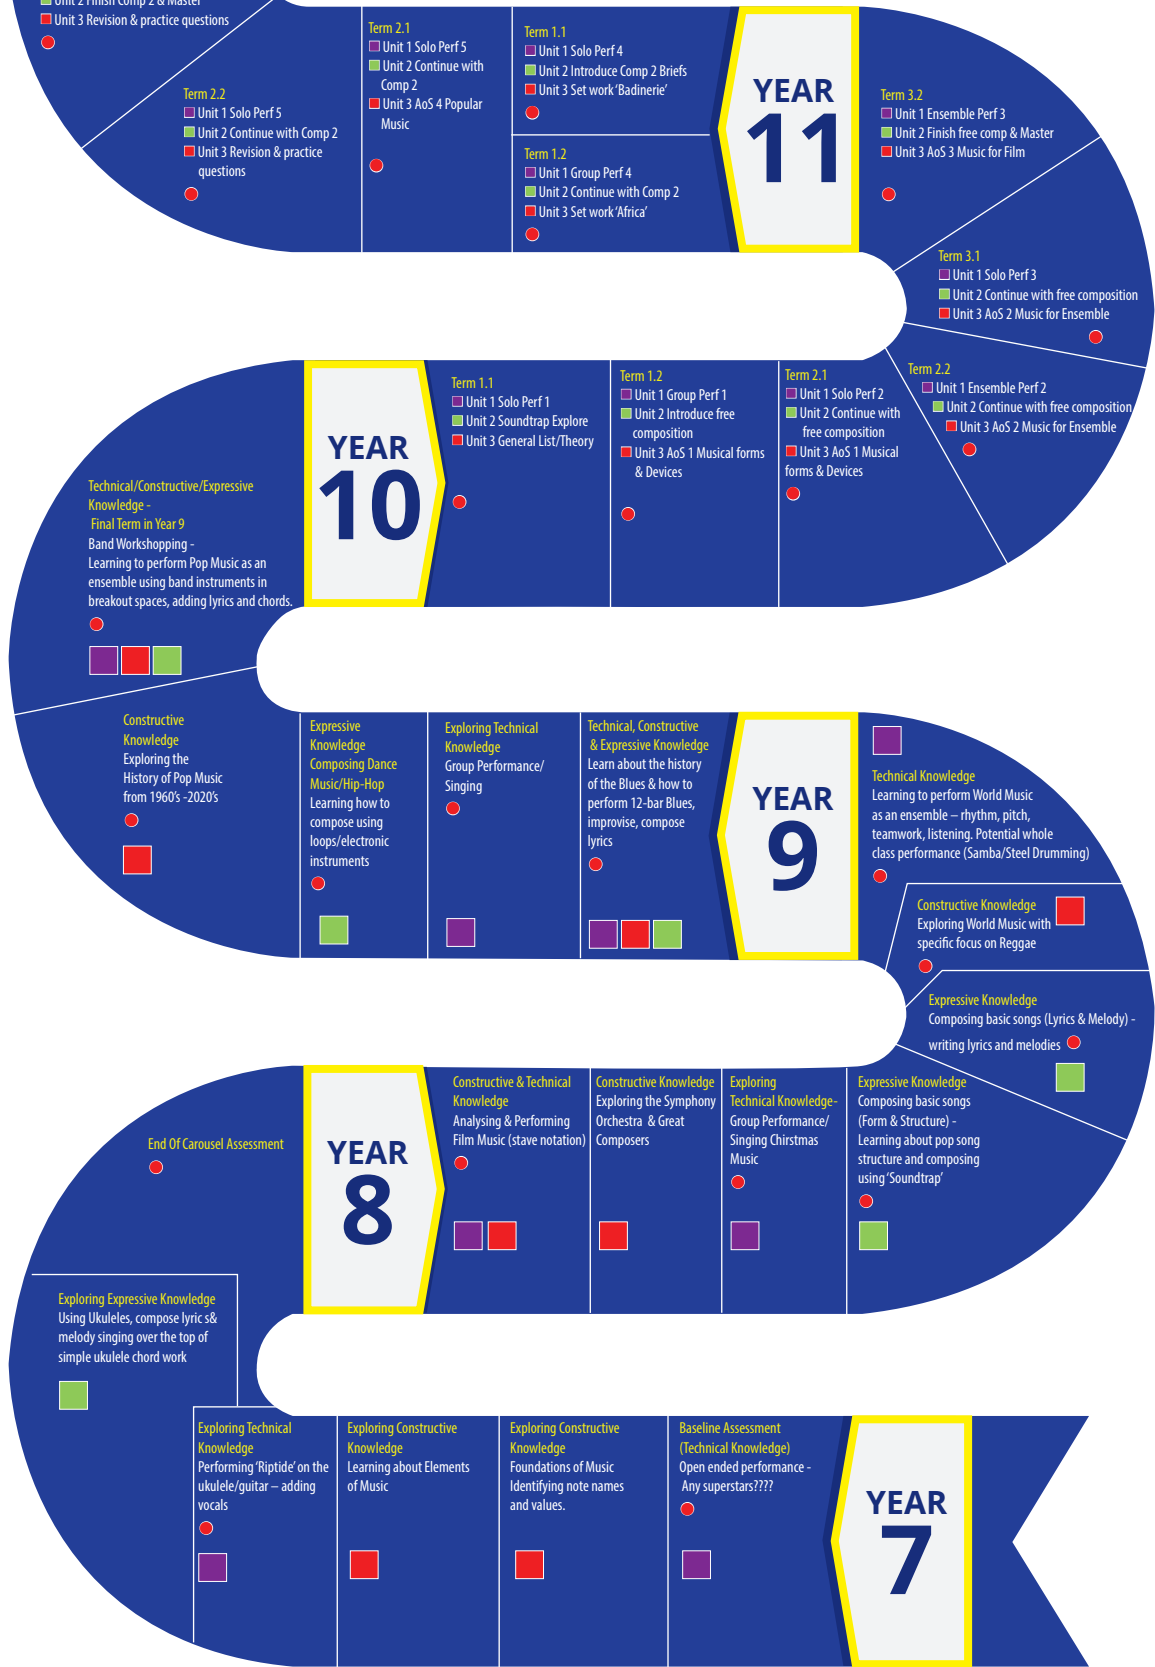 Unit 2 Finish Comp 2 & Master
Unit 3 Revision & practice questions
Term 2.2
Unit 1 Solo Perf 5
Unit 2 Continue with Comp 2
Unit 3 Revision & practice
questions
Term 2.1
Unit 1 Solo Perf 5
Unit 2 Continue with
Comp 2
Unit 3 AoS 4 Popular
Music
Term 1.1
Unit 1 Solo Perf 4
Unit 2 Introduce Comp 2 Briefs
Unit 3 Set work ‘Badinerie’
Term 1.2
Unit 1 Group Perf 4
Unit 2 Continue with Comp 2
Unit 3 Set work ‘Africa’
YEAR
11
Term 3.2
Unit 1 Ensemble Perf 3
Unit 2 Finish free comp & Master
Unit 3 AoS 3 Music for Film
Term 3.1
Unit 1 Solo Perf 3
Unit 2 Continue with free composition
Unit 3 AoS 2 Music for Ensemble
Term 2.2
Unit 1 Ensemble Perf 2
Unit 2 Continue with free composition
Unit 3 AoS 2 Music for Ensemble
Term 2.1
Unit 1 Solo Perf 2
Unit 2 Continue with
free composition
Unit 3 AoS 1 Musical
forms & Devices
Term 1.2
Unit 1 Group Perf 1
Unit 2 Introduce free
composition
Unit 3 AoS 1 Musical forms
& Devices
Term 1.1
Unit 1 Solo Perf 1
Unit 2 Soundtrap Explore
Unit 3 General List/Theory
YEAR
10
Technical/Constructive/Expressive
Knowledge -
Final Term in Year 9
Band Workshopping -
Learning to perform Pop Music as an
ensemble using band instruments in
breakout spaces, adding lyrics and chords.
Constructive
Knowledge
Exploring the
History of Pop Music
from 1960’s -2020’s
Expressive
Knowledge
Composing Dance
Music/Hip-Hop
Learning how to
compose using
loops/electronic
instruments
Exploring Technical
Knowledge
Group Performance/
Singing
Technical, Constructive
& Expressive Knowledge
Learn about the history
of the Blues & how to
perform 12-bar Blues,
improvise, compose
lyrics
YEAR
9
Technical Knowledge
Learning to perform World Music
as an ensemble – rhythm, pitch,
teamwork, listening. Potential whole
class performance (Samba/Steel Drumming)
Constructive Knowledge
Exploring World Music with
specific focus on Reggae
Expressive Knowledge
Composing basic songs (Lyrics & Melody) -
writing lyrics and melodies
Expressive Knowledge
Composing basic songs
(Form & Structure) -
Learning about pop song
structure and composing
using ‘Soundtrap’
Exploring
Technical Knowledge-
Group Performance/
Singing Chirstmas
Music
Constructive Knowledge
Exploring the Symphony
Orchestra & Great
Composers
Constructive & Technical
Knowledge
Analysing & Performing
Film Music (stave notation)
YEAR
8
End Of Carousel Assessment
Exploring Expressive Knowledge
Using Ukuleles, compose lyric s&
melody singing over the top of
simple ukulele chord work
Exploring Technical
Knowledge
Performing ‘Riptide’ on the
ukulele/guitar – adding
vocals
Exploring Constructive
Knowledge
Learning about Elements
of Music
Exploring Constructive
Knowledge
Foundations of Music
Identifying note names
and values.
Baseline Assessment
(Technical Knowledge)
Open ended performance -
Any superstars????
YEAR
7